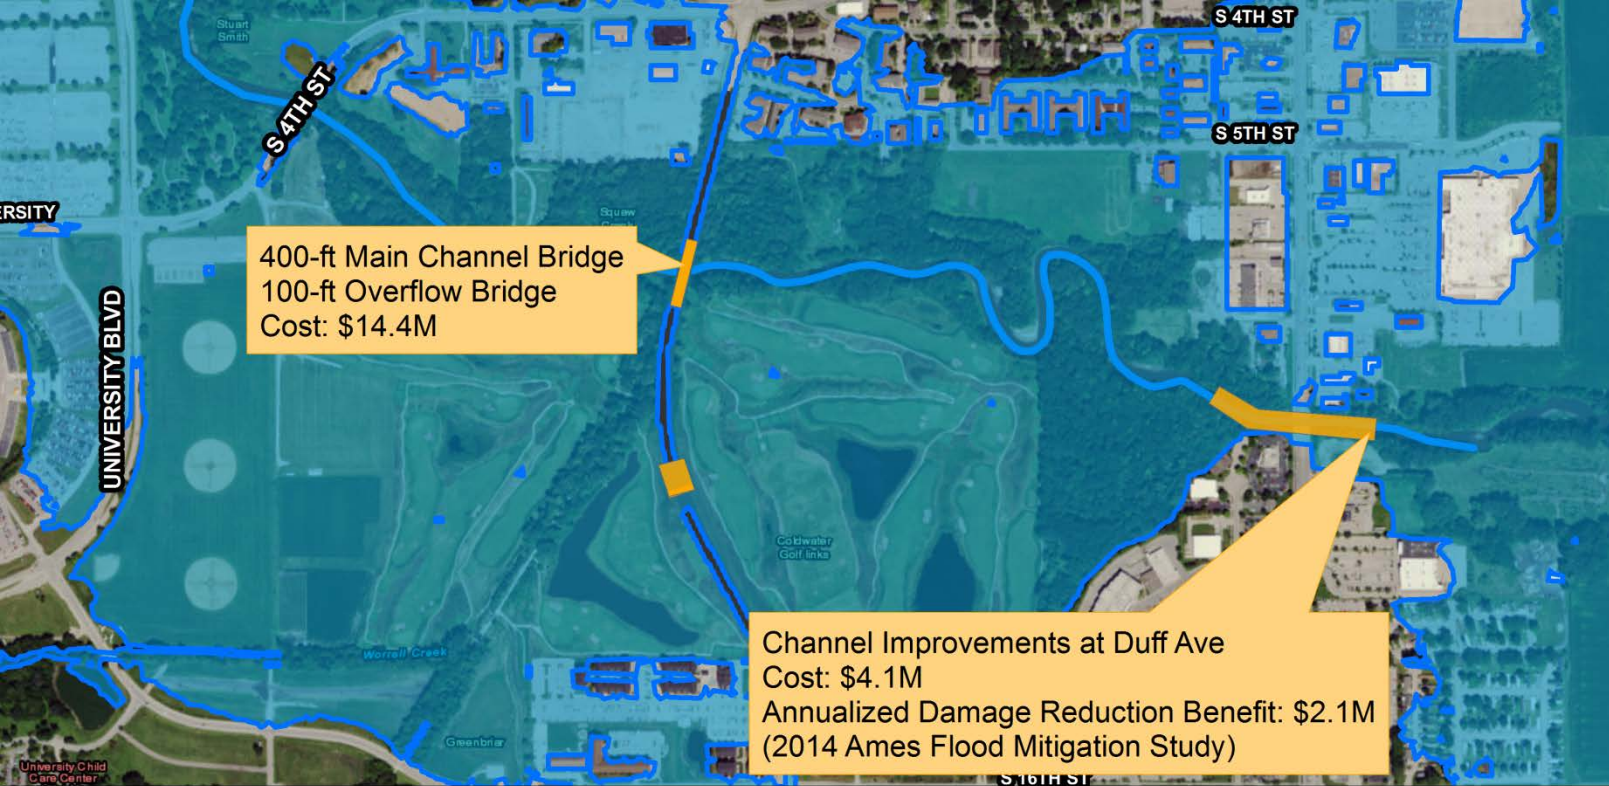 Stuart
Smith
S 4TH ST
S 4TH ST
S 5TH ST
ERSITY
Squaw
Creek
400-ft Main Channel Bridge
100-ft Overflow Bridge
Cost: $14.4M
UNIVERSITY BLVD
Coldwater
Golf links
Worrell Creek
Channel Improvements at Duff Ave
Cost: $4.1M
Annualized Damage Reduction Benefit: $2.1M
(2014 Ames Flood Mitigation Study)
Greenbriar
University Child
Care Center
S 16TH ST